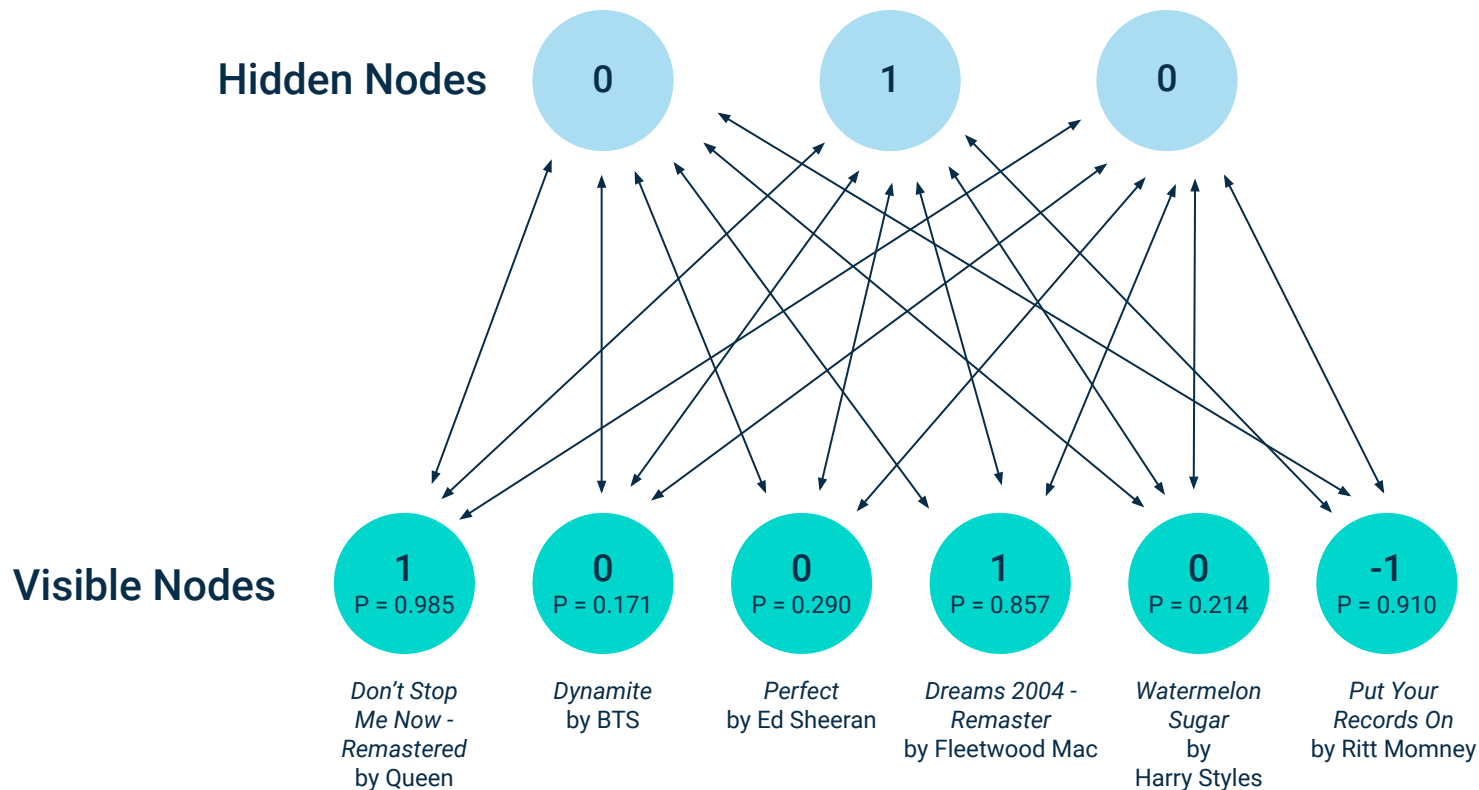 Hidden Nodes
0
1
0
Visible Nodes
1
P = 0.985
0
P = 0.171
0
P = 0.290
1
P = 0.857
0
P = 0.214
-1
P = 0.910
Don’t Stop
Me Now -
Remastered
by Queen
Dynamite
by BTS
Perfect
by Ed Sheeran
Dreams 2004 -
Remaster
by Fleetwood Mac
Watermelon
Sugar
by
Harry Styles
Put Your
Records On
by Ritt Momney